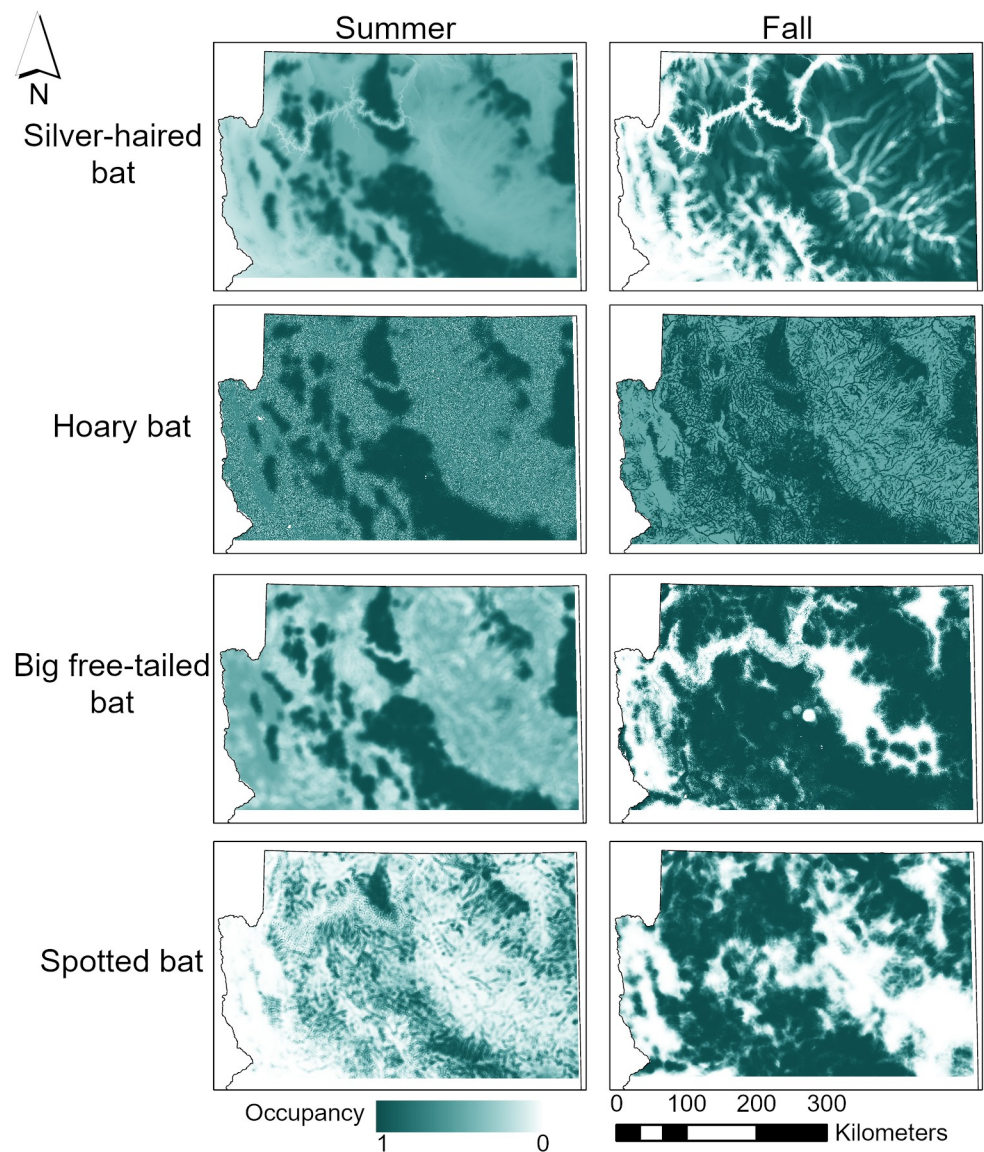 Summer Fall
N
Silver-haired
bat
Hoary bat
Big free-tailed
bat
Spotted bat
Occupancy
1 0
0 100 200 300
Kilometers